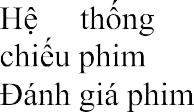 Hệ thống
chiếu phim
Đánh giá phim